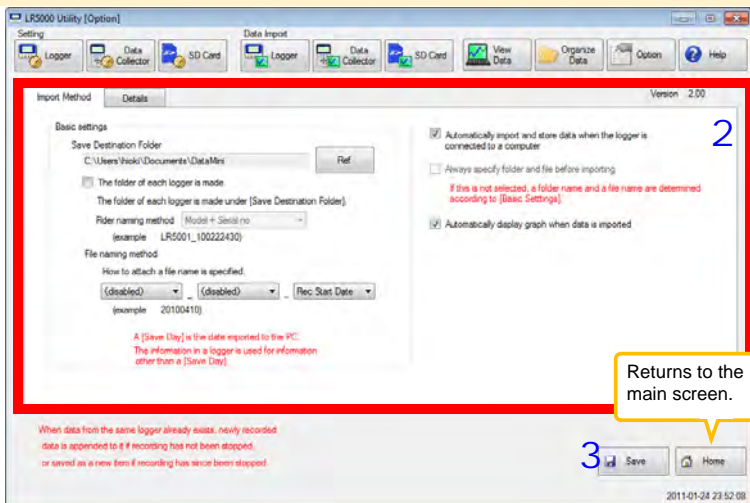 LR5000 Utility [Option]
Setting
Data Import
Logger
Data Collector
SD Card
Logger
Data Collector
SD Card
View Data
Organize Data
Option
Help
Import Method
Details
Version 2.00
2
Basic settings
Save Destination Folder
C:\Users\hioki\Documents\DataMini
Ref
The folder of each logger is made
The folder of each logger is made under [Save Destination Folder].
Flder naming method Model + Serial no
(example LR5001_100222430)
File naming method
How to attach a file name is specified.
(disabled) _ (disabled) _ Rec Start Date
(example 20100410)
A [Save Day] is the date exported to the PC.
The information in a logger is used for information
other than a [Save Day].
Automatically import and store data when the logger is
connected to a computer
Always specify folder and file before importing
If this is not selected, a folder name and a file name are determined
according to [Basic Settings].
Automatically display graph when data is imported
Returns to the
main screen.
When data from the same logger already exists, newly recorded
data is appended to it if recording has not been stopped,
or saved as a new item if recording has since been stopped.
3
Save
Home
2011-01-24 23:52:08